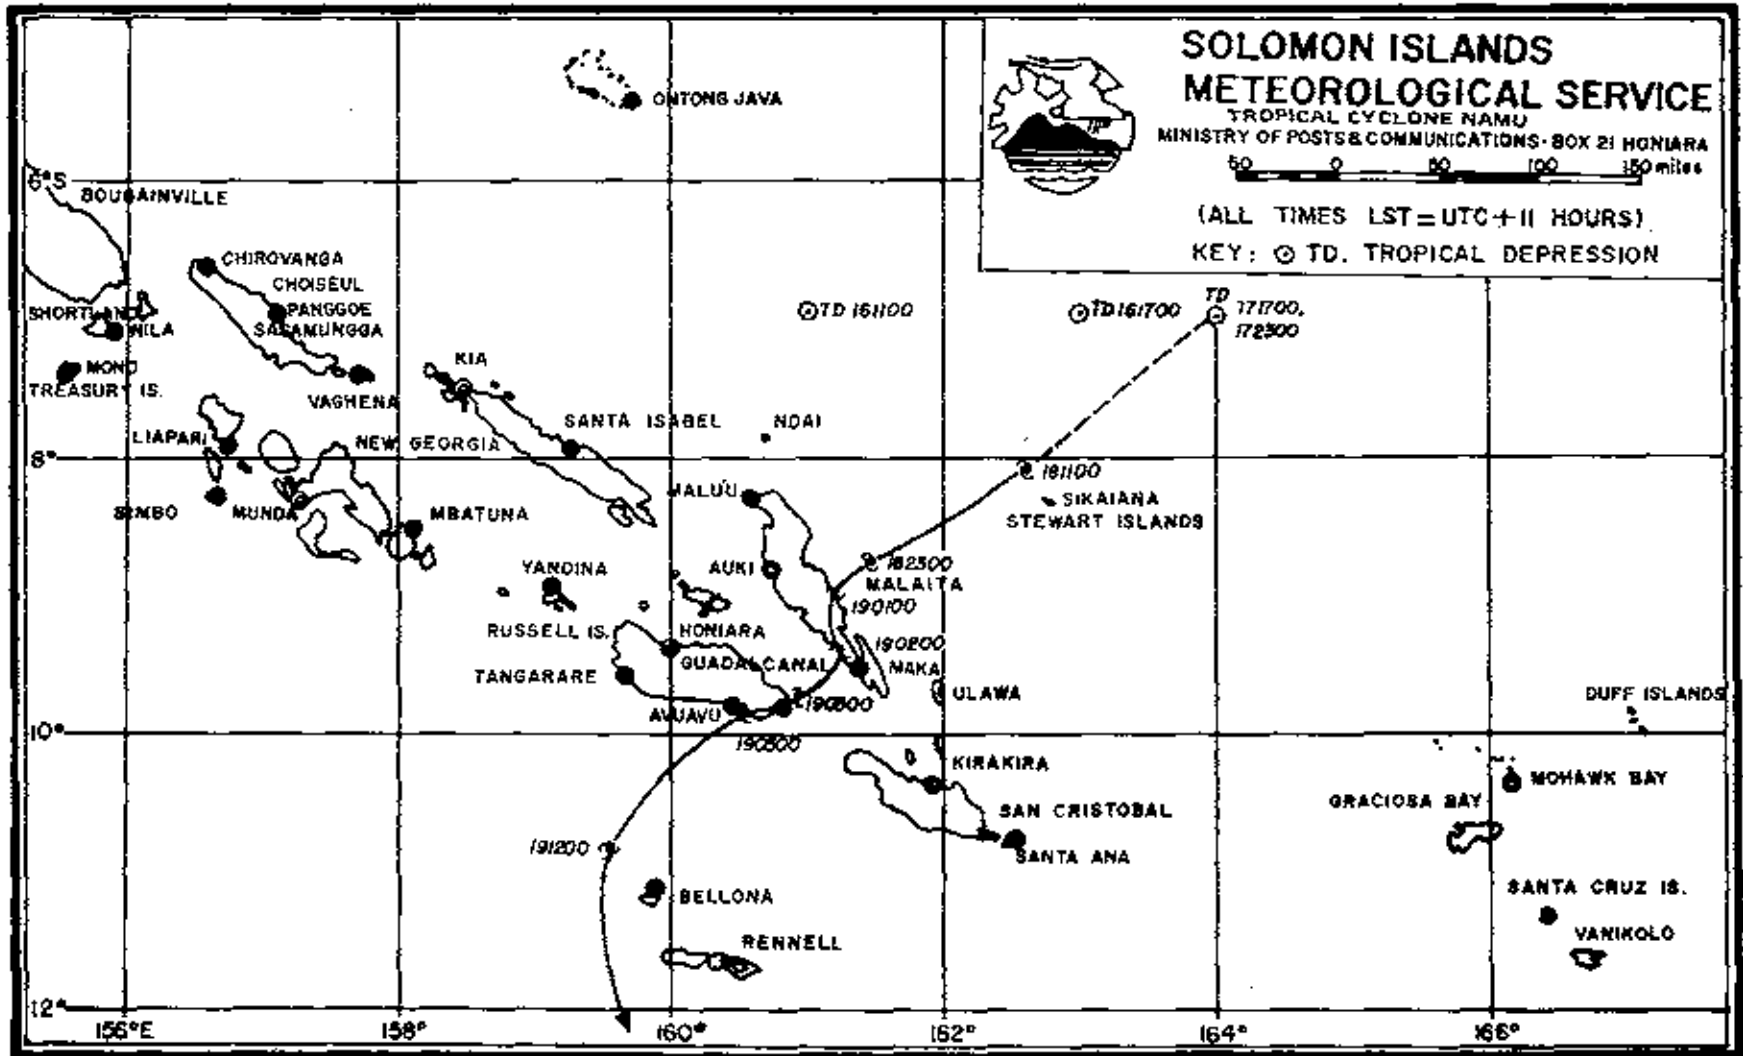 SOLOMON ISLANDS
METEOROLOGICAL SERVICE
TROPICAL CYCLONE NAMU
MINISTRY OF POSTS & COMMUNICATIONS - BOX 21 HONIARA
50 0 50 100 150 miles
(ALL TIMES LST = UTC + 11 HOURS)
KEY: ⊙ TD. TROPICAL DEPRESSION
ONTONG JAVA
6°S
BOUGAINVILLE
CHIROVANGA
CHOISEUL
PANGGOE
SASAMUNGGA
SHORTLAND
NILA
MONO
TREASURY IS.
VAGHENA
KIA
TD 161100
TD 161700
TD
171700,
172300
LIAPARI
NEW GEORGIA
SANTA ISABEL
NDAI
8°
181100
SIKAIANA
STEWART ISLANDS
SIMBO
MUNDA
MBATUNA
MALU'U
YANDINA
AUKI
182300
MALAITA
190100
RUSSELL IS.
HONIARA
190200
GUADALCANAL
MAKA
TANGARARE
ULAWA
DUFF ISLANDS
AVUAVU
10°
KIRAKIRA
MOHAWK BAY
GRACIOSA BAY
SAN CRISTOBAL
SANTA ANA
191200
BELLONA
SANTA CRUZ IS.
RENNELL
VANIKOLO
12°
156°E 158° 160° 162° 164° 166°